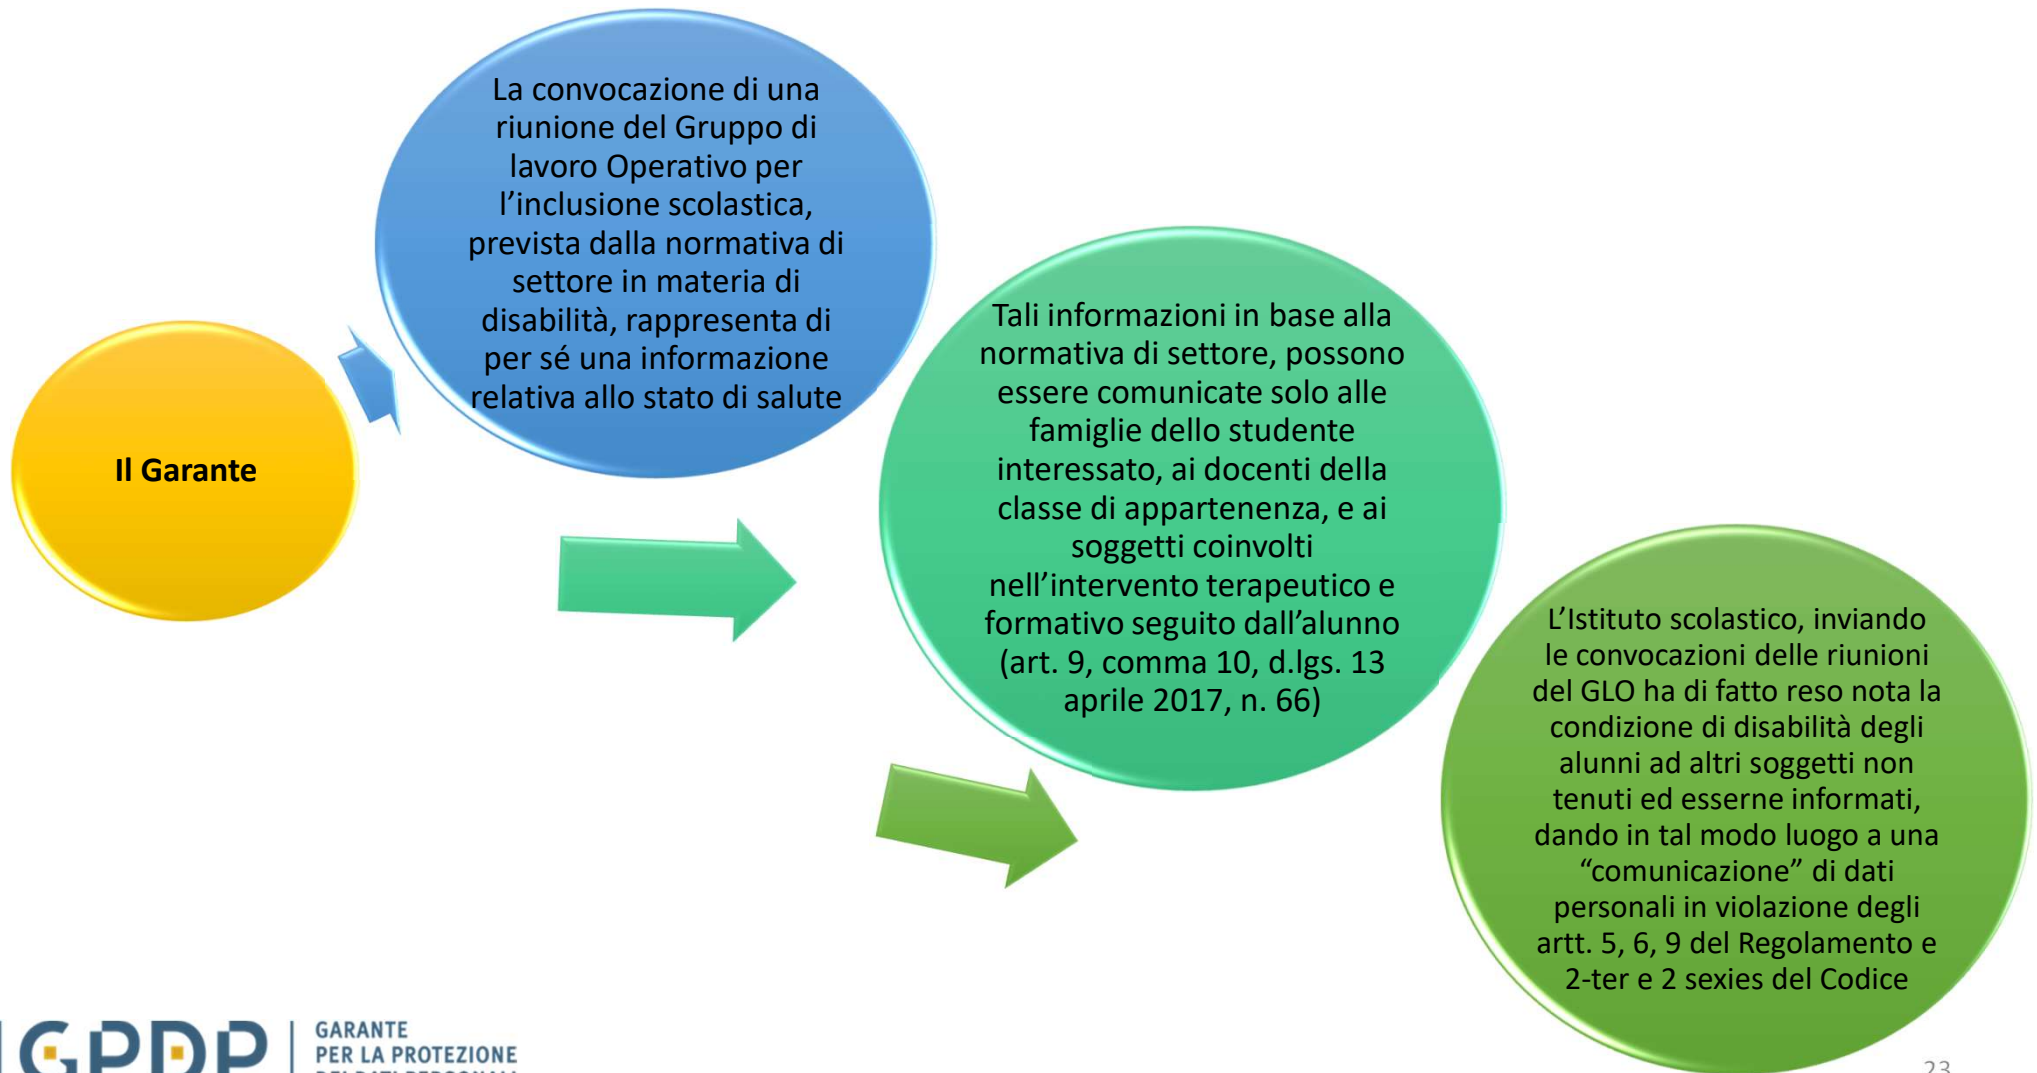 Il Garante
La convocazione di una
riunione del Gruppo di
lavoro Operativo per
l’inclusione scolastica,
prevista dalla normativa di
settore in materia di
disabilità, rappresenta di
per sé una informazione
relativa allo stato di salute
Tali informazioni in base alla
normativa di settore, possono
essere comunicate solo alle
famiglie dello studente
interessato, ai docenti della
classe di appartenenza, e ai
soggetti coinvolti
nell’intervento terapeutico e
formativo seguito dall’alunno
(art. 9, comma 10, d.lgs. 13
aprile 2017, n. 66)
L’Istituto scolastico, inviando
le convocazioni delle riunioni
del GLO ha di fatto reso nota la
condizione di disabilità degli
alunni ad altri soggetti non
tenuti ed esserne informati,
dando in tal modo luogo a una
“comunicazione” di dati
personali in violazione degli
artt. 5, 6, 9 del Regolamento e
2-ter e 2 sexies del Codice
GPDP
GARANTE
PER LA PROTEZIONE
DEI DATI PERSONALI
23